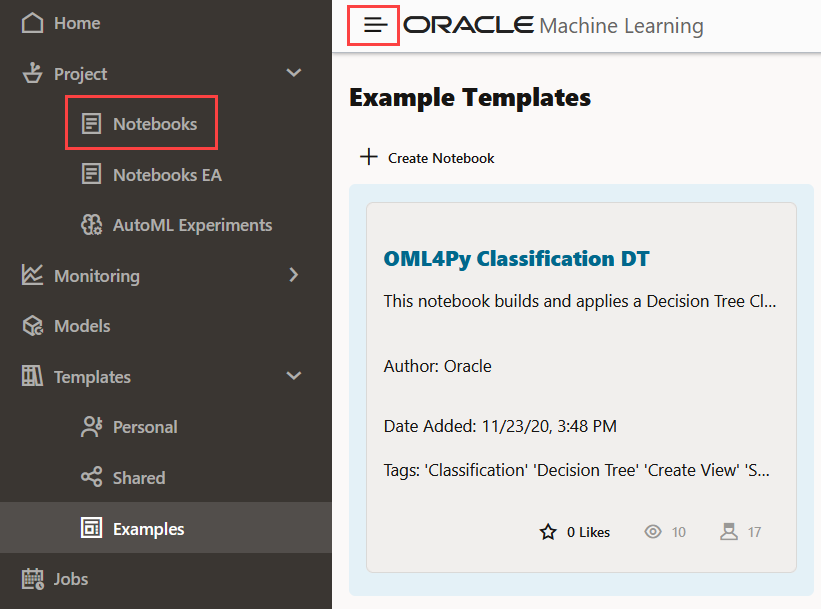 Home
Project
Notebooks
Notebooks EA
AutoML Experiments
Monitoring
Models
Templates
Personal
Shared
Examples
Jobs
ORACLE Machine Learning
Example Templates
Create Notebook
OML4Py Classification DT
This notebook builds and applies a Decision Tree Cl...
Author: Oracle
Date Added: 11/23/20, 3:48 PM
Tags: 'Classification' 'Decision Tree' 'Create View' 'S...
0 Likes 10 17